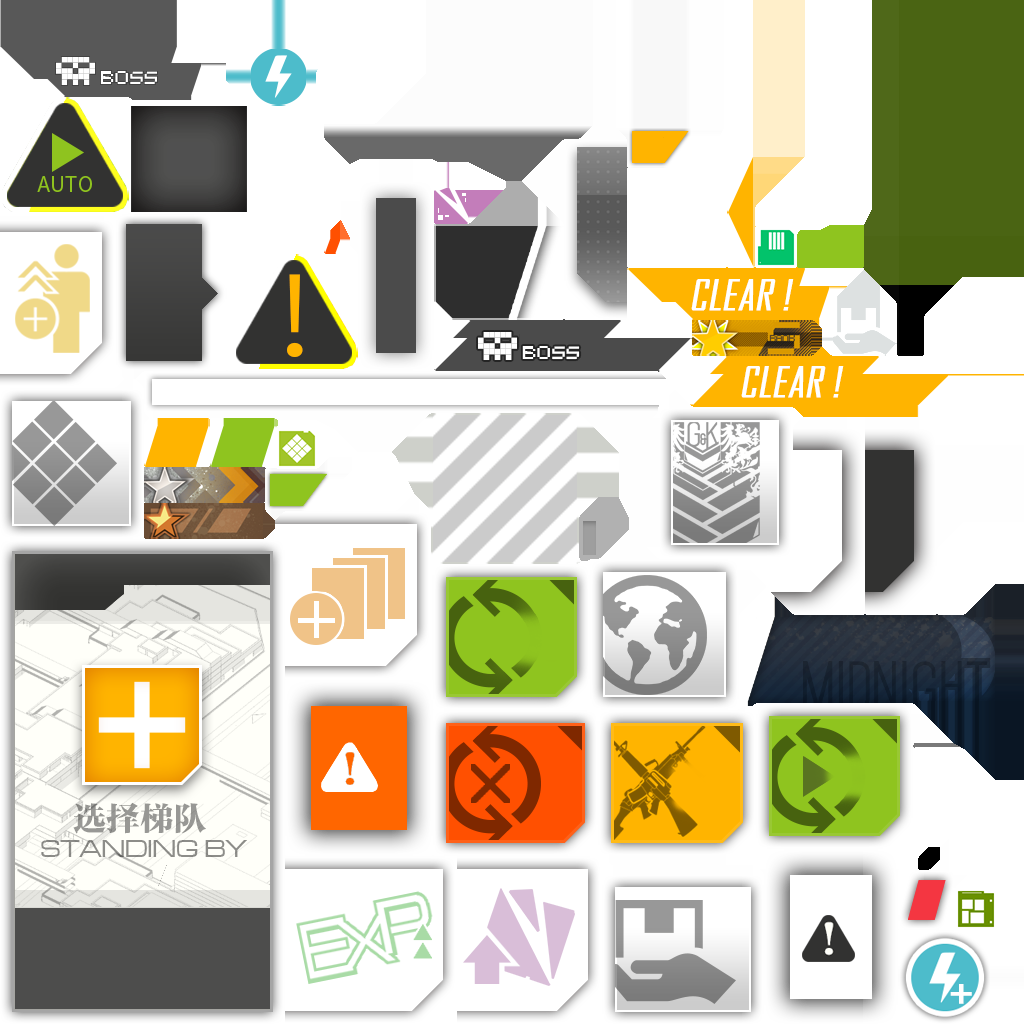 BOSS
AUTO
CLEAR !
BOSS
CLEAR !
G&K
MIDNIGHT
选择梯队
STANDING BY
EXP